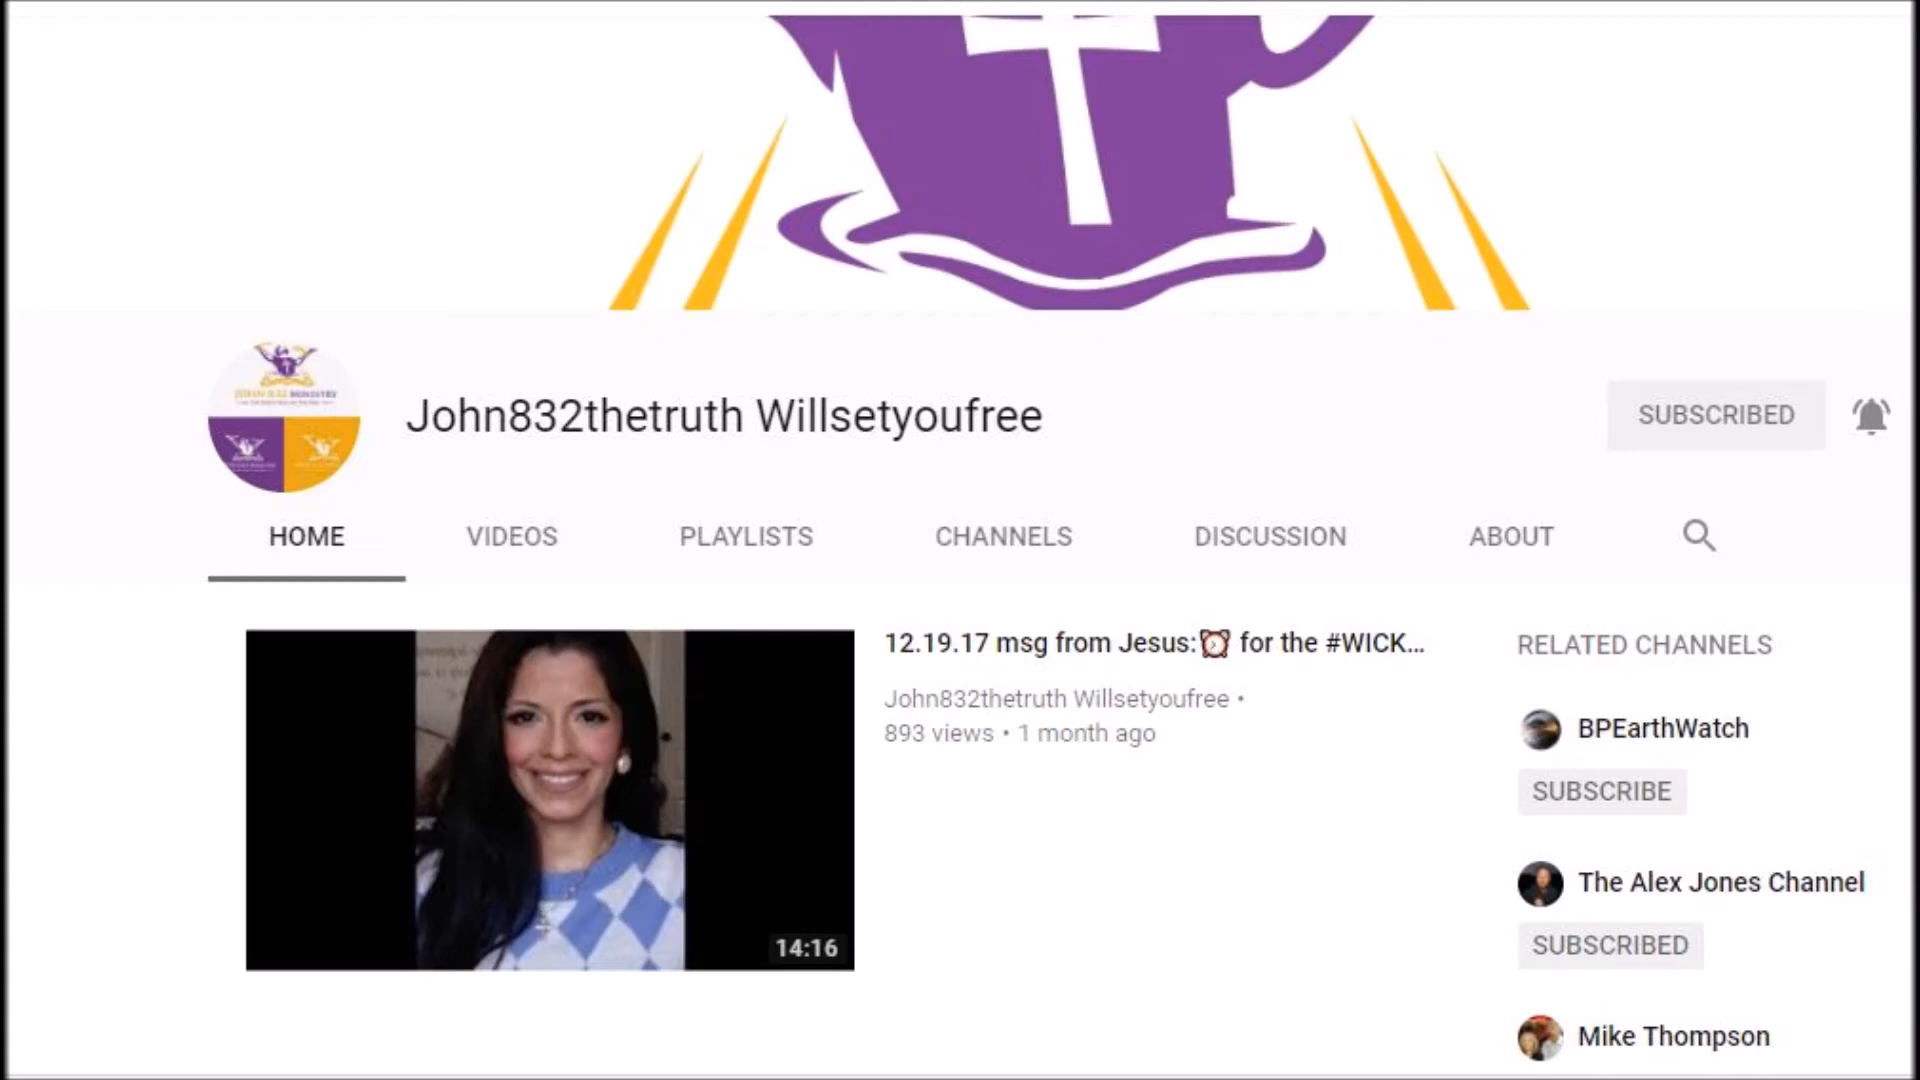 John832thetruth Willsetyoufree
SUBSCRIBED
HOME VIDEOS PLAYLISTS CHANNELS DISCUSSION ABOUT
12.19.17 msg from Jesus:⏰ for the #WICK...
John832thetruth Willsetyoufree •
893 views • 1 month ago
14:16
RELATED CHANNELS
BPEarthWatch
SUBSCRIBE
The Alex Jones Channel
SUBSCRIBED
Mike Thompson